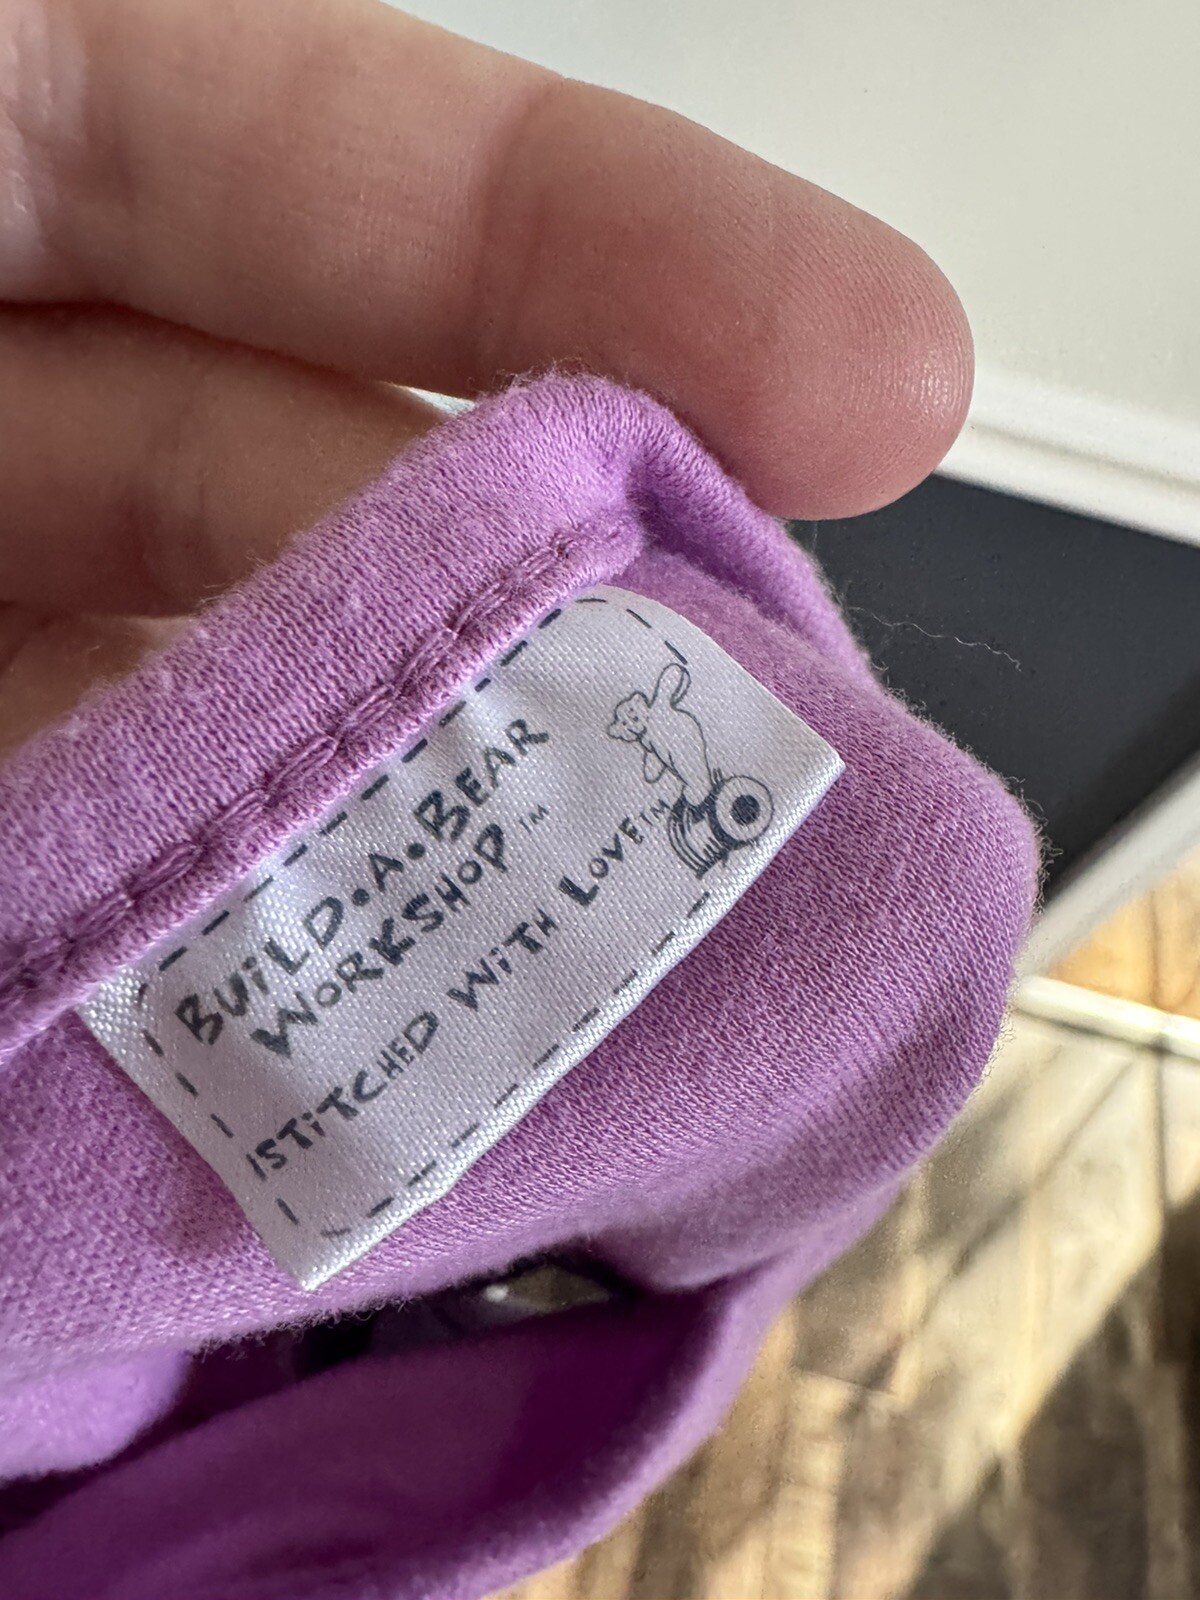 BUiLD•A•BEAR
WORKSHOP™
STiTCHED WiTH LOVE™